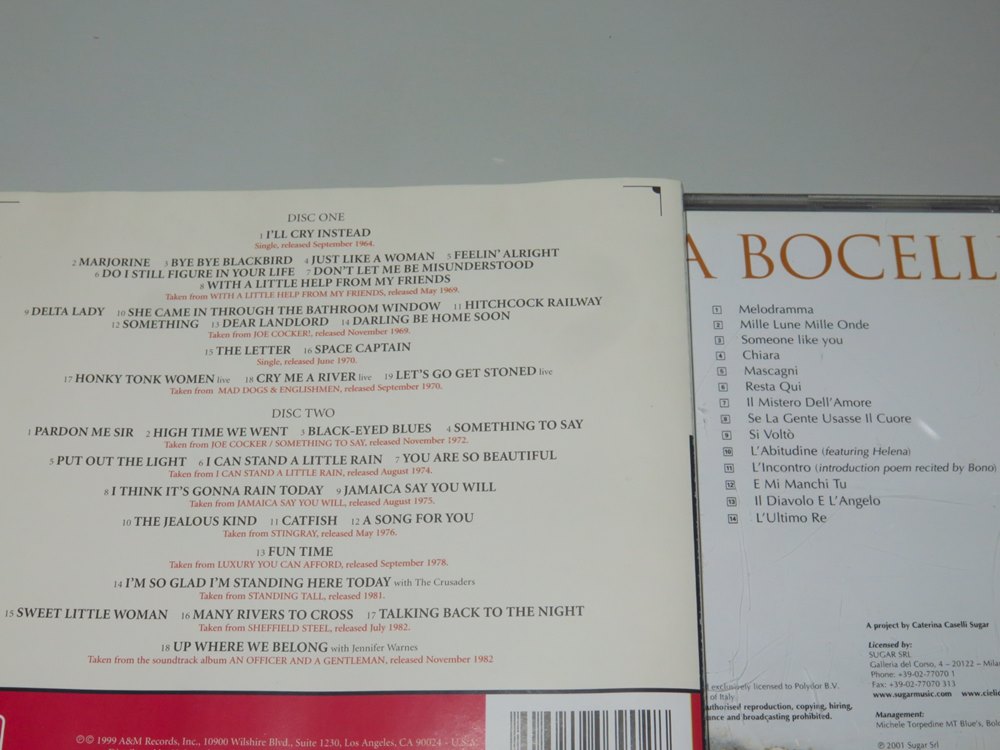 DISC ONE
1 I'LL CRY INSTEAD
Single, released September 1964.
2 MARJORINE 3 BYE BYE BLACKBIRD 4 JUST LIKE A WOMAN 5 FEELIN' ALRIGHT
6 DO I STILL FIGURE IN YOUR LIFE 7 DON'T LET ME BE MISUNDERSTOOD
8 WITH A LITTLE HELP FROM MY FRIENDS
Taken from WITH A LITTLE HELP FROM MY FRIENDS, released May 1969.
9 DELTA LADY 10 SHE CAME IN THROUGH THE BATHROOM WINDOW 11 HITCHCOCK RAILWAY
12 SOMETHING 13 DEAR LANDLORD 14 DARLING BE HOME SOON
Taken from JOE COCKER!, released November 1969.
15 THE LETTER 16 SPACE CAPTAIN
Single, released June 1970.
17 HONKY TONK WOMEN live 18 CRY ME A RIVER live 19 LET'S GO GET STONED live
Taken from MAD DOGS & ENGLISHMEN, released September 1970.
DISC TWO
1 PARDON ME SIR 2 HIGH TIME WE WENT 3 BLACK-EYED BLUES 4 SOMETHING TO SAY
Taken from JOE COCKER / SOMETHING TO SAY, released November 1972.
5 PUT OUT THE LIGHT 6 I CAN STAND A LITTLE RAIN 7 YOU ARE SO BEAUTIFUL
Taken from I CAN STAND A LITTLE RAIN, released August 1974.
8 I THINK IT'S GONNA RAIN TODAY 9 JAMAICA SAY YOU WILL
Taken from JAMAICA SAY YOU WILL, released August 1975.
10 THE JEALOUS KIND 11 CATFISH 12 A SONG FOR YOU
Taken from STINGRAY, released May 1976.
13 FUN TIME
Taken from LUXURY YOU CAN AFFORD, released September 1978.
14 I'M SO GLAD I'M STANDING HERE TODAY with The Crusaders
Taken from STANDING TALL, released 1981.
15 SWEET LITTLE WOMAN 16 MANY RIVERS TO CROSS 17 TALKING BACK TO THE NIGHT
Taken from SHEFFIELD STEEL, released July 1982.
18 UP WHERE WE BELONG with Jennifer Warnes
Taken from the soundtrack album AN OFFICER AND A GENTLEMAN, released November 1982
℗© 1999 A&M Records, Inc., 10900 Wilshire Blvd., Suite 1230, Los Angeles, CA 90024 - U.S.A.
A BOCELLI
1 Melodramma
2 Mille Lune Mille Onde
3 Someone like you
4 Chiara
5 Mascagni
6 Resta Qui
7 Il Mistero Dell'Amore
8 Se La Gente Usasse Il Cuore
9 Si Voltò
10 L'Abitudine (featuring Helena)
11 L'Incontro (introduction poem recited by Bono)
12 E Mi Manchi Tu
13 Il Diavolo E L'Angelo
14 L'Ultimo Re
A project by Caterina Caselli Sugar
Licensed by:
SUGAR SRL
Galleria del Corso, 4 – 20122 – Mila
Phone: +39-02-77070 1
Fax: +39-02-77070 313
www.sugarmusic.com www.cieli
Management:
Michele Torpedine MT Blue's, Bolo
℗ 2001 Sugar Srl
exclusively licensed to Polydor B.V.
of Italy
uthorised reproduction, copying, hiring,
ance and broadcasting prohibited.